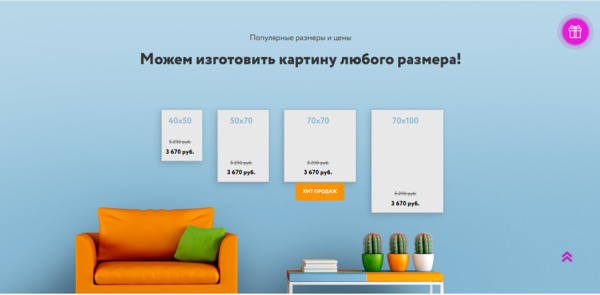 Популярные размеры и цены
Можем изготовить картину любого размера!
40x50
5 290 руб.
3 670 руб.
50x70
5 290 руб.
3 670 руб.
70x70
5 290 руб.
3 670 руб.
ХИТ ПРОДАЖ
70x100
5 290 руб.
3 670 руб.